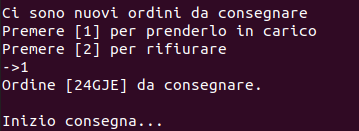 Ci sono nuovi ordini da consegnare
Premere [1] per prenderlo in carico
Premere [2] per rifiurare
->1
Ordine [24GJE] da consegnare.
Inizio consegna...